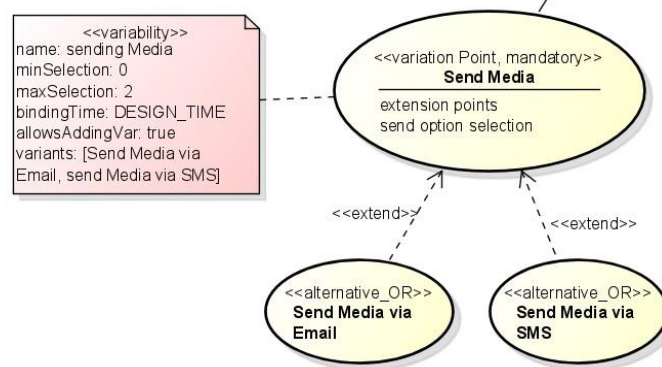 <<variability>>
name: sending Media
minSelection: 0
maxSelection: 2
bindingTime: DESIGN_TIME
allowsAddingVar: true
variants: [Send Media via
Email, send Media via SMS]
<<variation Point, mandatory>>
Send Media
extension points
send option selection
<<extend>>
<<extend>>
<<alternative_OR>>
Send Media via
Email
<<alternative_OR>>
Send Media via
SMS